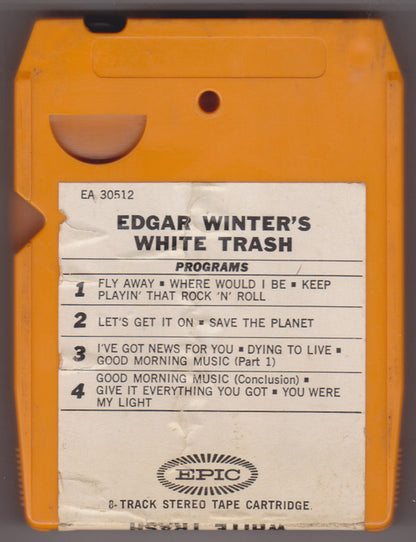 EA 30512
EDGAR WINTER'S
WHITE TRASH
PROGRAMS
1 FLY AWAY ▪ WHERE WOULD I BE ▪ KEEP
PLAYIN' THAT ROCK 'N' ROLL
2 LET'S GET IT ON ▪ SAVE THE PLANET
3 I'VE GOT NEWS FOR YOU ▪ DYING TO LIVE ▪
GOOD MORNING MUSIC (Part 1)
4 GOOD MORNING MUSIC (Conclusion) ▪
GIVE IT EVERYTHING YOU GOT ▪ YOU WERE
MY LIGHT
EPIC
8-TRACK STEREO TAPE CARTRIDGE.
WHITE TRASH